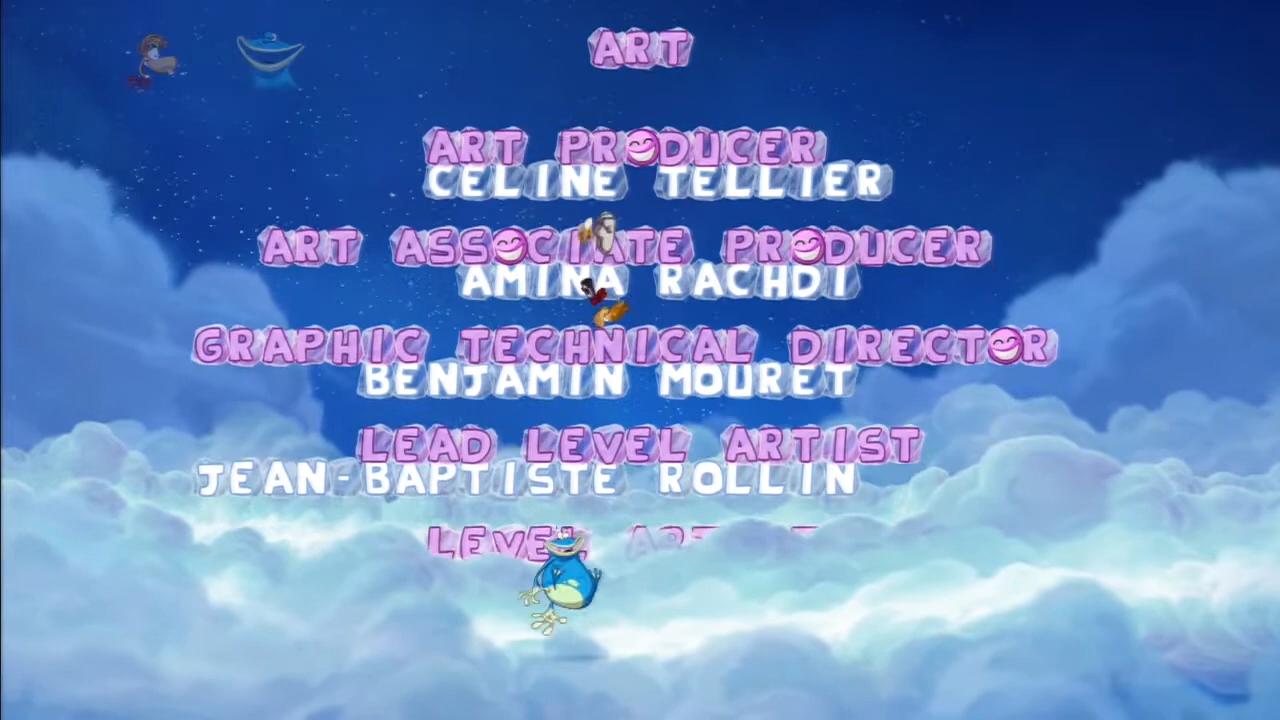 ART
ART PRODUCER
CELINE TELLIER
ART ASSOCIATE PRODUCER
AMINA RACHDI
GRAPHIC TECHNICAL DIRECTOR
BENJAMIN MOURET
LEAD LEVEL ARTIST
JEAN-BAPTISTE ROLLIN
LEVEL